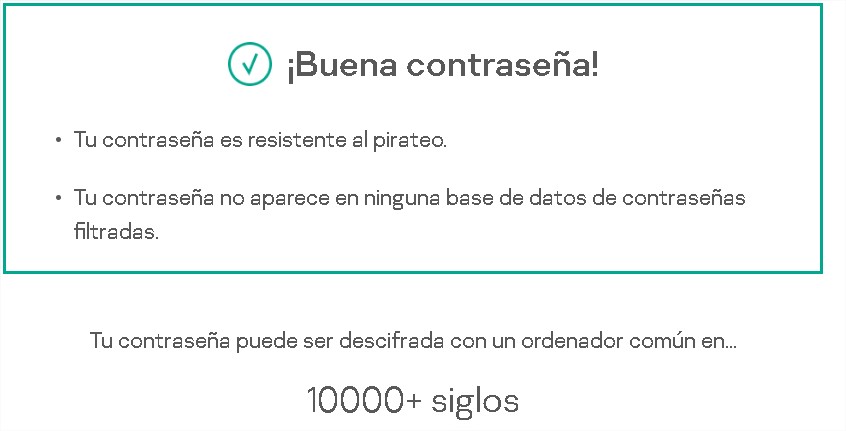 ¡Buena contraseña!
• Tu contraseña es resistente al pirateo.
• Tu contraseña no aparece en ninguna base de datos de contraseñas
filtradas.
Tu contraseña puede ser descifrada con un ordenador común en...
10000+ siglos